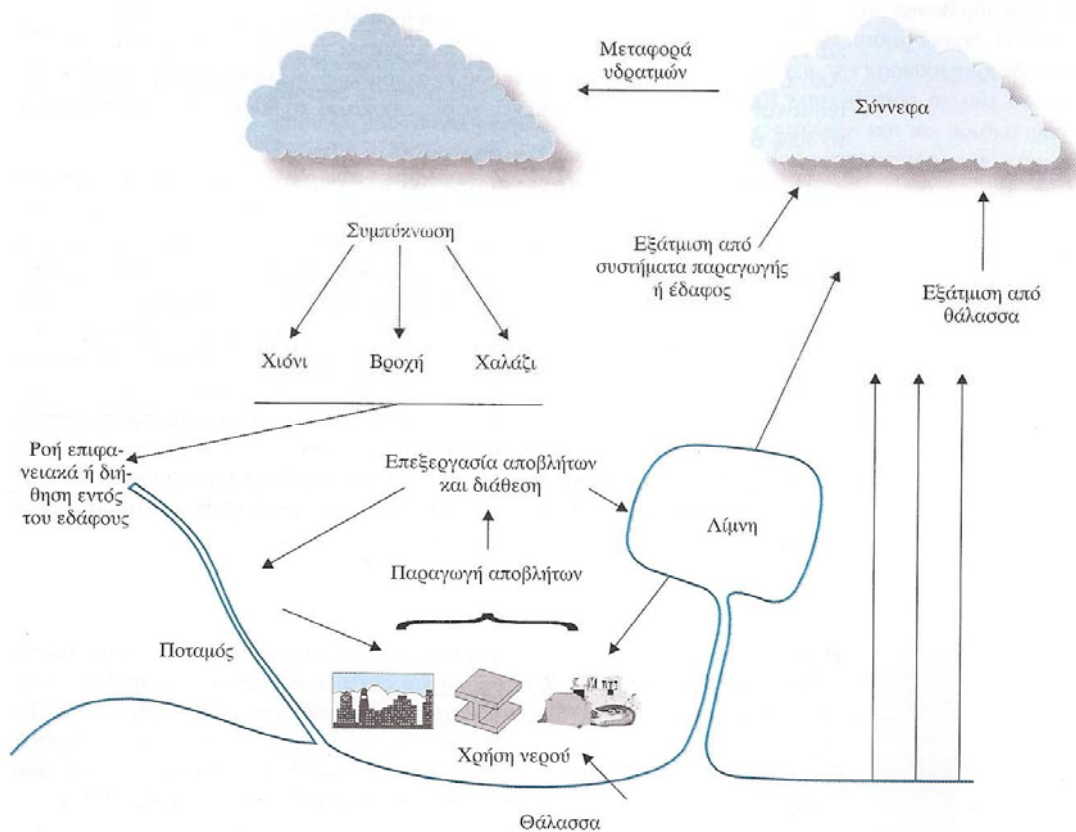 Μεταφορά
υδρατμών
Σύννεφα
Συμπύκνωση
Εξάτμιση από
συστήματα παραγωγής
ή έδαφος
Εξάτμιση από
θάλασσα
Χιόνι
Βροχή
Χαλάζι
Ροή επιφα-
νειακά ή διή-
θηση εντός
του εδάφους
Επεξεργασία αποβλήτων
και διάθεση
Λίμνη
Παραγωγή αποβλήτων
Ποταμός
Χρήση νερού
Θάλασσα